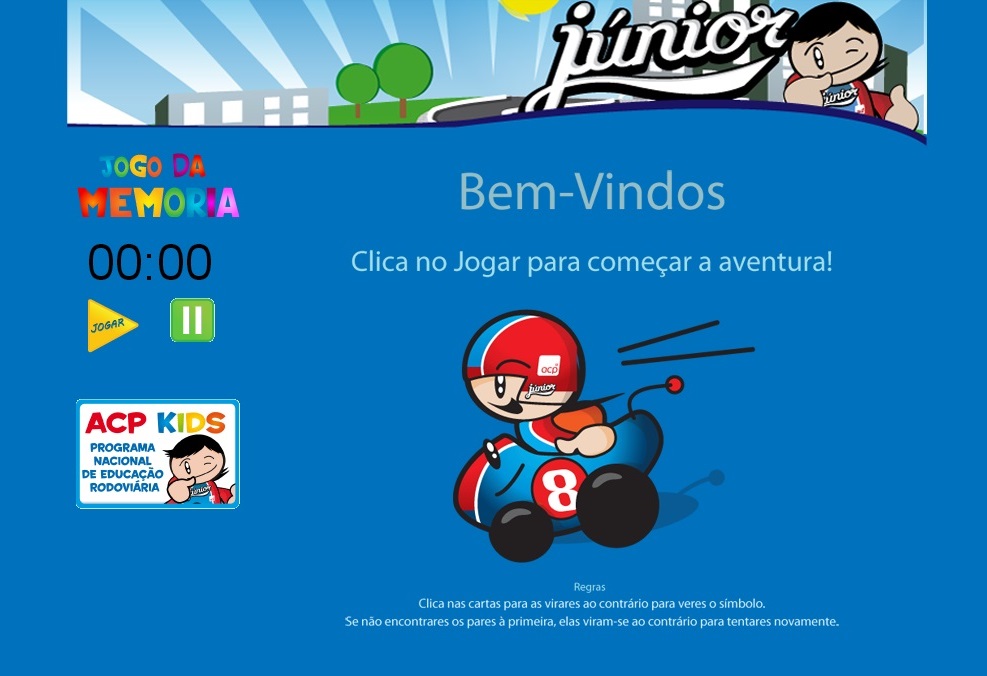 júnior
júnior
JOGO DA
MEMORIA
00:00
JOGAR
ACP KIDS
PROGRAMA
NACIONAL
DE EDUCAÇÃO
RODOVIÁRIA
júnior
Bem-Vindos
Clica no Jogar para começar a aventura!
acp
júnior
8
Regras
Clica nas cartas para as virares ao contrário para veres o símbolo.
Se não encontrares os pares à primeira, elas viram-se ao contrário para tentares novamente.